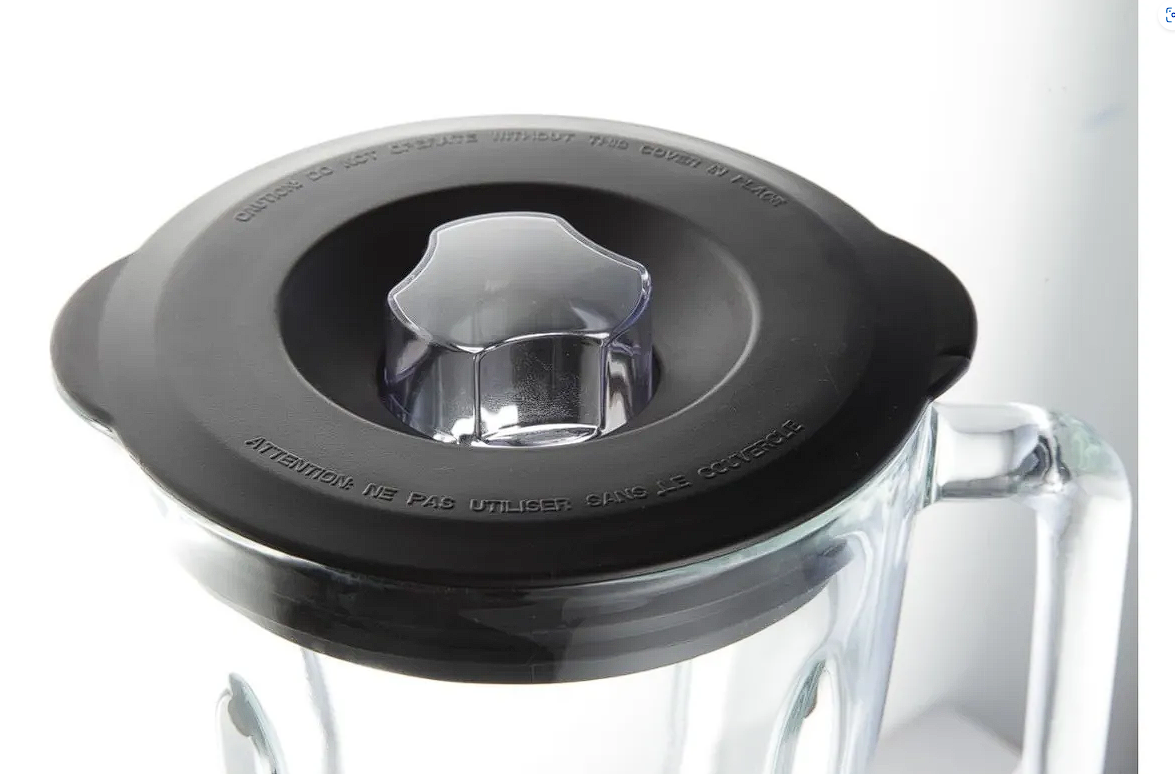 CAUTION: DO NOT OPERATE WITHOUT THIS COVER IN PLACE
ATTENTION: NE PAS UTILISER SANS LE COUVERCLE